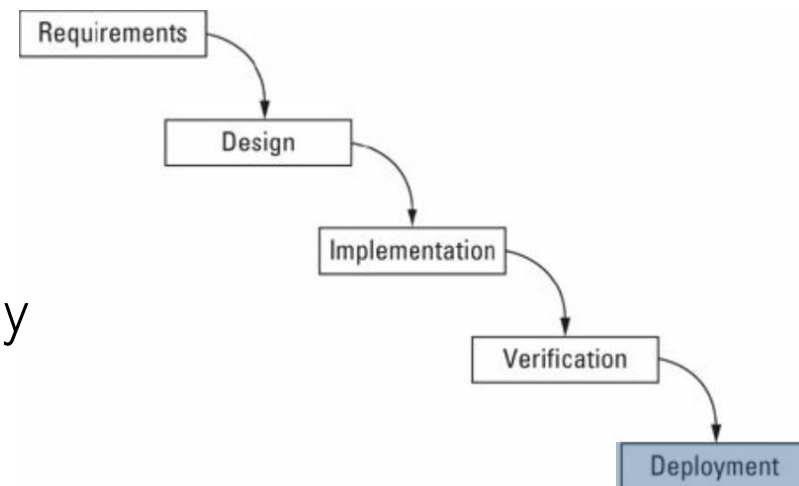 Requirements
Design
Implementation
y
Verification
Deployment